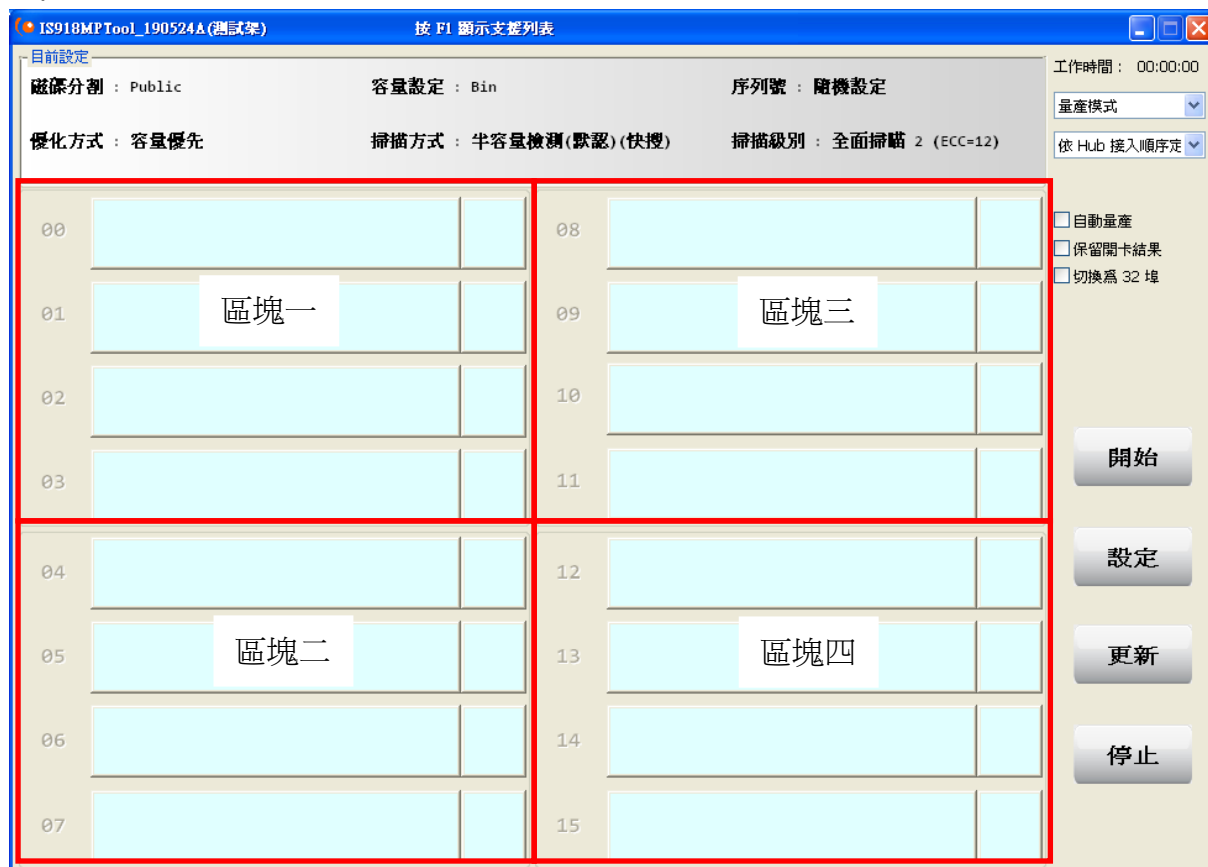 IS918MPTool_190524A(測試架) 按 F1 顯示支援列表
目前設定
磁碟分割 : Public 容量設定 : Bin 序列號 : 隨機設定
優化方式 : 容量優先 掃描方式 : 半容量檢測(默認)(快搜) 掃描級別 : 全面掃瞄 2 (ECC=12)
工作時間： 00:00:00
量產模式
依 Hub 接入順序定
自動量產
保留開卡結果
切換爲 32 埠
00
01
02
03
區塊一
08
09
10
11
區塊三
04
05
06
07
區塊二
12
13
14
15
區塊四
開始
設定
更新
停止